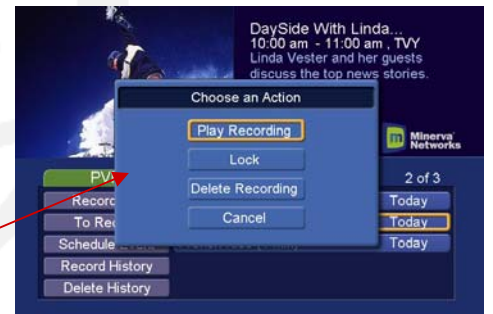 DaySide With Linda...
10:00 am - 11:00 am , TVY
Linda Vester and her guests
discuss the top news stories.
Choose an Action
Play Recording
Lock
Delete Recording
Cancel
Minerva
Networks
PV
2 of 3
Record
Today
To Rec
Today
Schedule
Today
Record History
Delete History